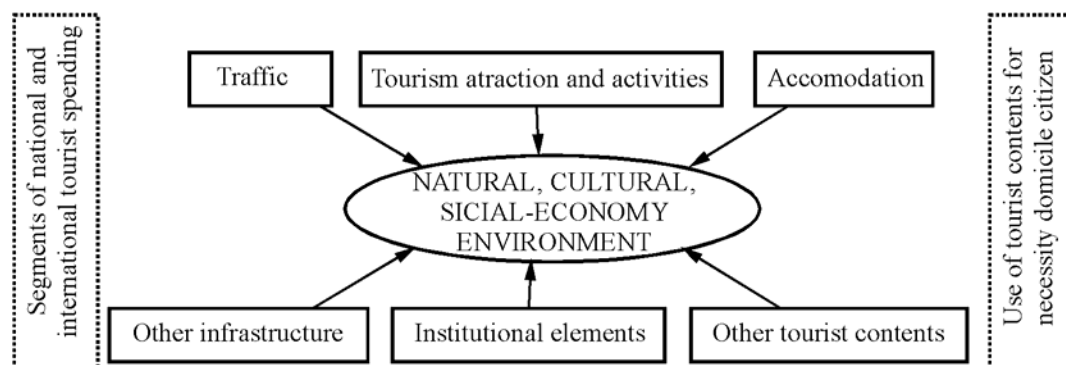 Segments of national and
international tourist spending
Traffic
Tourism atraction and activities
Accomodation
NATURAL, CULTURAL,
SICIAL-ECONOMY
ENVIRONMENT
Other infrastructure
Institutional elements
Other tourist contents
Use of tourist contents for
necessity domicile citizen